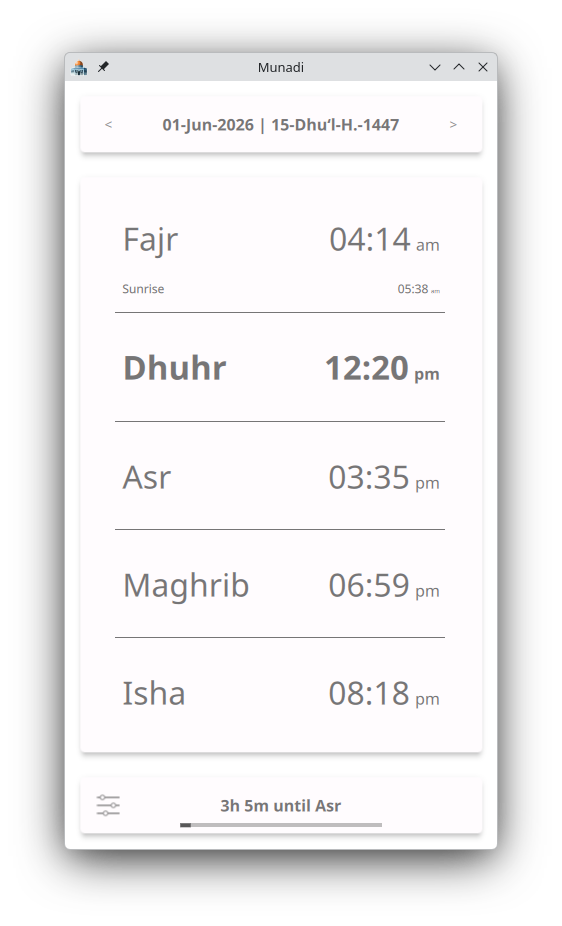 Munadi
< 01-Jun-2026 | 15-Dhu‘l-H.-1447 >
Fajr 04:14 am
Sunrise 05:38 am
Dhuhr 12:20 pm
Asr 03:35 pm
Maghrib 06:59 pm
Isha 08:18 pm
3h 5m until Asr